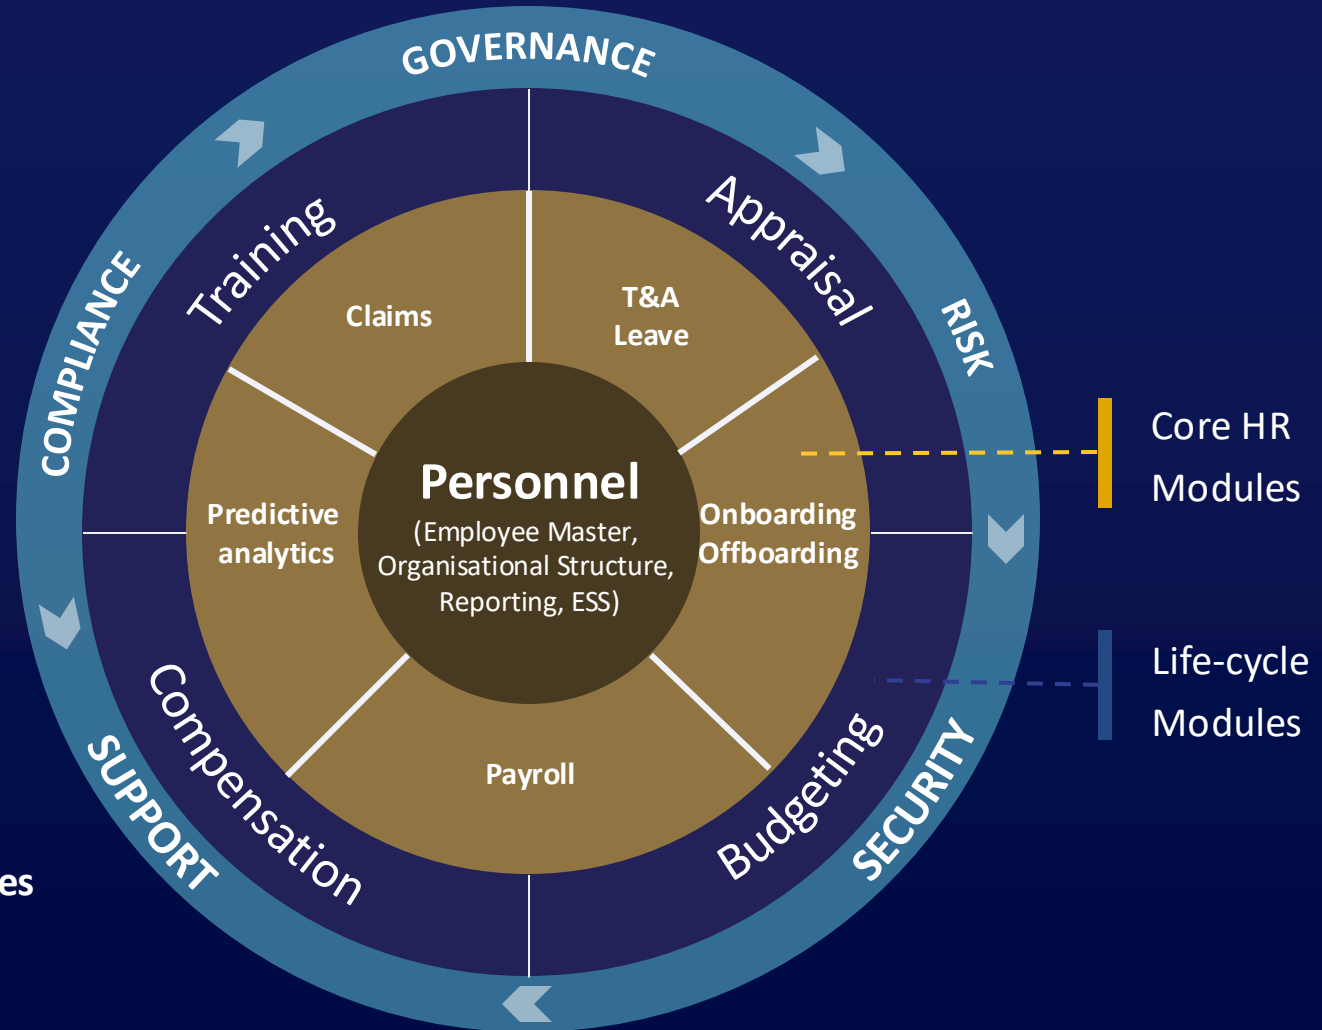 GOVERNANCE
Appraisal
Training
T&A
Leave
Claims
COMPLIANCE
RISK
Core HR
Modules
Personnel
(Employee Master,
Organisational Structure,
Reporting, ESS)
Predictive
analytics
Onboarding
Offboarding
Life-cycle
Modules
Payroll
Compensation
Budgeting
SUPPORT
SECURITY
es